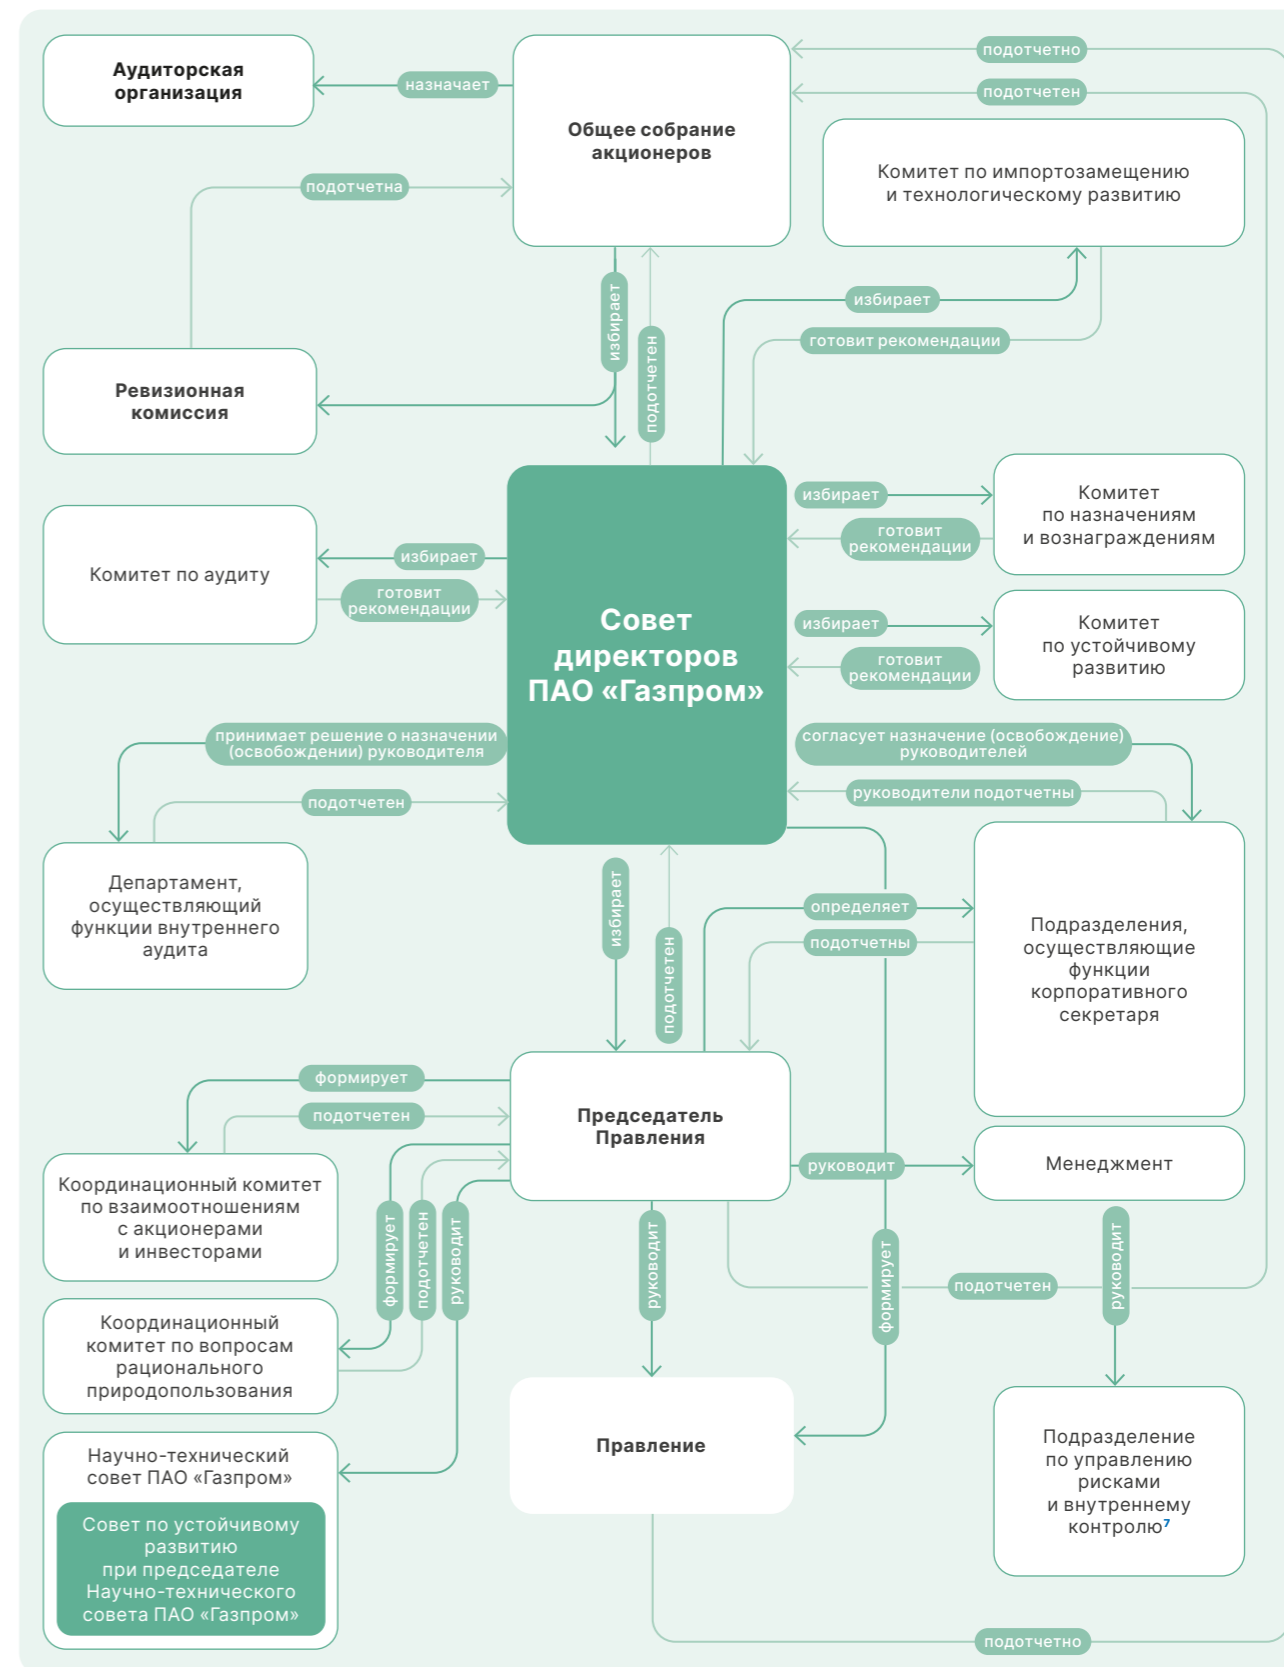 Аудиторская
организация
назначает
Общее собрание
акционеров
подотчетно
подотчетен
Комитет по импортозамещению
и технологическому развитию
подотчетна
избирает
подотчетен
избирает
готовит рекомендации
Ревизионная
комиссия
Комитет по аудиту
избирает
готовит
рекомендации
Совет
директоров
ПАО «Газпром»
избирает
готовит
рекомендации
Комитет
по назначениям
и вознаграждениям
избирает
готовит
рекомендации
Комитет
по устойчивому
развитию
принимает решение о назначении
(освобождении) руководителя
подотчетен
согласует назначение (освобождение)
руководителей
руководители подотчетны
Департамент,
осуществляющий
функции внутреннего
аудита
избирает
подотчетен
определяет
подотчетны
Подразделения,
осуществляющие
функции
корпоративного
секретаря
формирует
подотчетен
Председатель
Правления
руководит
Менеджмент
Координационный комитет
по взаимоотношениям
с акционерами
и инвесторами
формирует
подотчетен
руководит
руководит
формирует
подотчетен
руководит
Координационный
комитет по вопросам
рационального
природопользования
Правление
Подразделение
по управлению
рисками
и внутреннему
контролю⁷
Научно-технический
совет ПАО «Газпром»
Совет по устойчивому
развитию
при председателе
Научно-технического
совета ПАО «Газпром»
подотчетно